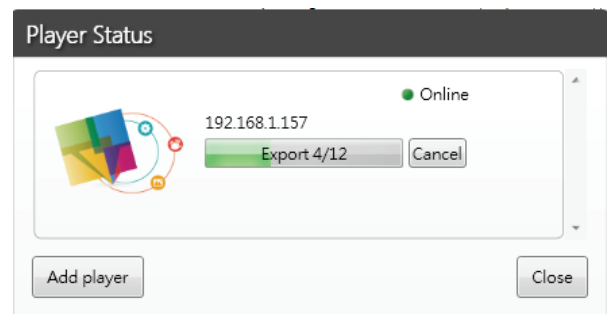 Player Status
Online
192.168.1.157
Export 4/12
Cancel
Add player
Close